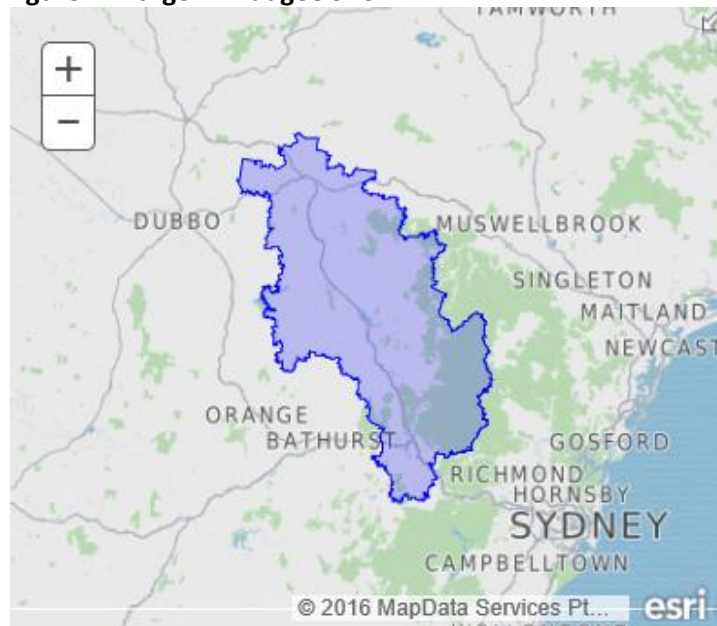 TAMWORTH
+
−
DUBBO
MUSWELLBROOK
SINGLETON
MAITLAND
NEWCAST
ORANGE
BATHURST
GOSFORD
RICHMOND
HORNSBY
SYDNEY
CAMPBELLTOWN
© 2016 MapData Services Pt...
esri